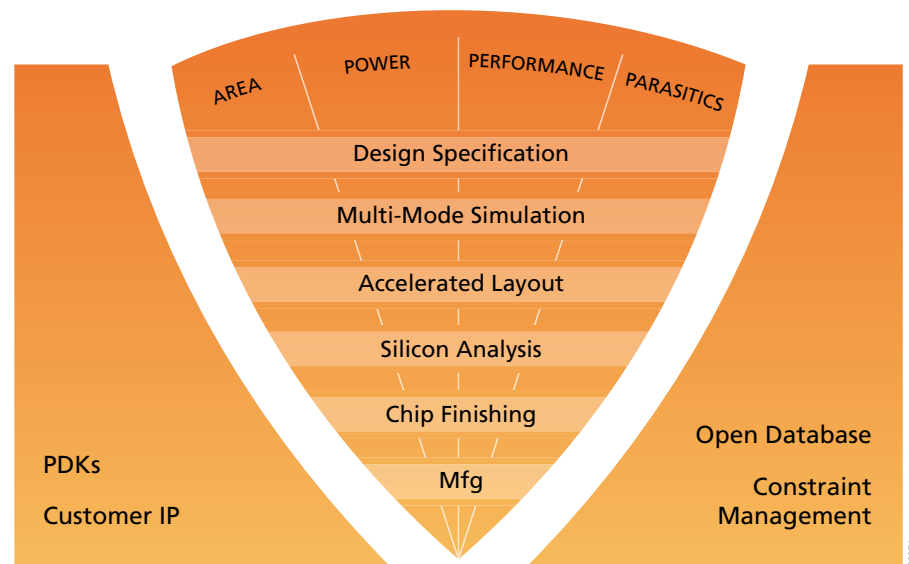 AREA
POWER
PERFORMANCE
PARASITICS
Design Specification
Multi-Mode Simulation
Accelerated Layout
Silicon Analysis
Chip Finishing
Mfg
PDKs
Customer IP
Open Database
Constraint
Management